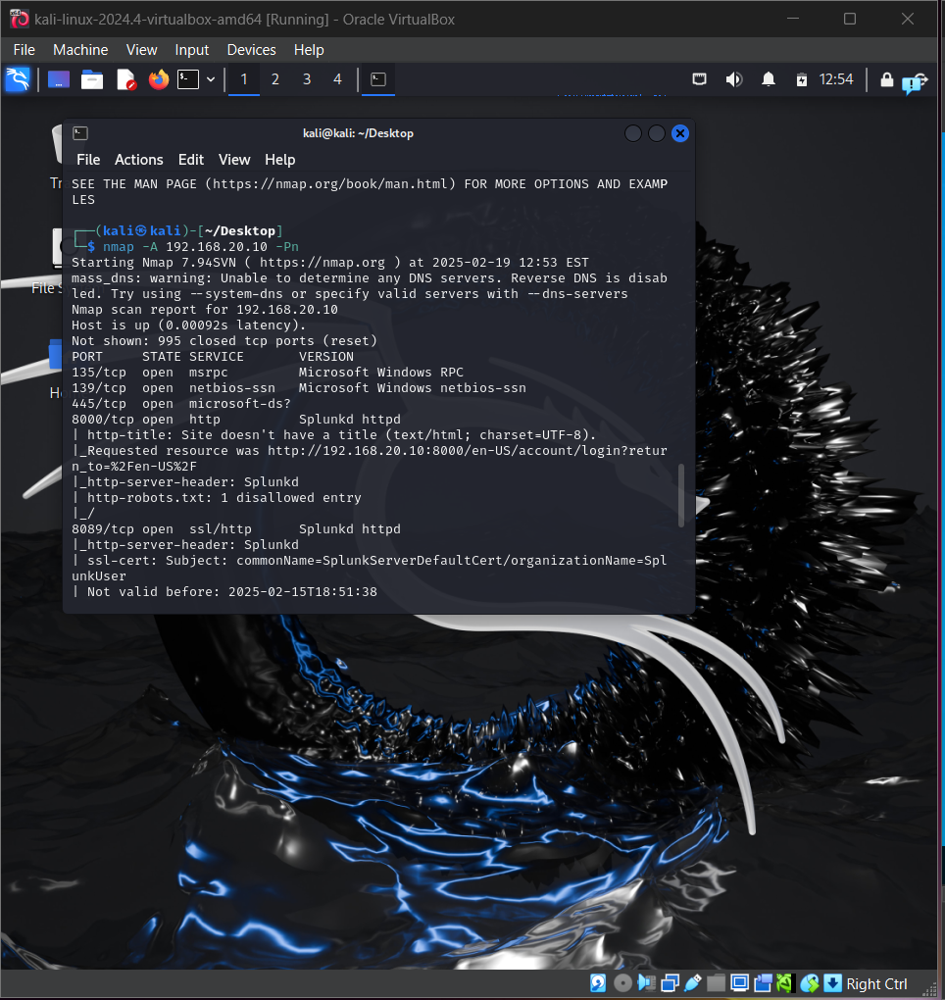 kali-linux-2024.4-virtualbox-amd64 [Running] - Oracle VirtualBox
File Machine View Input Devices Help
1 2 3 4 12:54
kali@kali: ~/Desktop
File Actions Edit View Help
SEE THE MAN PAGE (https://nmap.org/book/man.html) FOR MORE OPTIONS AND EXAMP
LES
┌──(kali㉿kali)-[~/Desktop]
└─$ nmap -A 192.168.20.10 -Pn
Starting Nmap 7.94SVN ( https://nmap.org ) at 2025-02-19 12:53 EST
mass_dns: warning: Unable to determine any DNS servers. Reverse DNS is disab
led. Try using --system-dns or specify valid servers with --dns-servers
Nmap scan report for 192.168.20.10
Host is up (0.00092s latency).
Not shown: 995 closed tcp ports (reset)
PORT     STATE SERVICE       VERSION
135/tcp  open  msrpc         Microsoft Windows RPC
139/tcp  open  netbios-ssn   Microsoft Windows netbios-ssn
445/tcp  open  microsoft-ds?
8000/tcp open  http          Splunkd httpd
| http-title: Site doesn't have a title (text/html; charset=UTF-8).
|_Requested resource was http://192.168.20.10:8000/en-US/account/login?retur
n_to=%2Fen-US%2F
|_http-server-header: Splunkd
| http-robots.txt: 1 disallowed entry
|_/
8089/tcp open  ssl/http      Splunkd httpd
|_http-server-header: Splunkd
| ssl-cert: Subject: commonName=SplunkServerDefaultCert/organizationName=Spl
unkUser
| Not valid before: 2025-02-15T18:51:38
Tr
File S
H
Right Ctrl